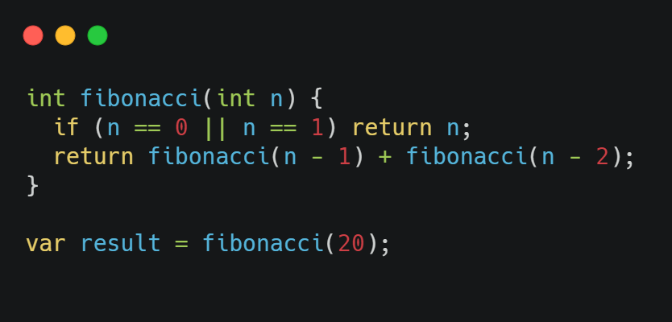 int fibonacci(int n) {
  if (n == 0 || n == 1) return n;
  return fibonacci(n - 1) + fibonacci(n - 2);
}

var result = fibonacci(20);